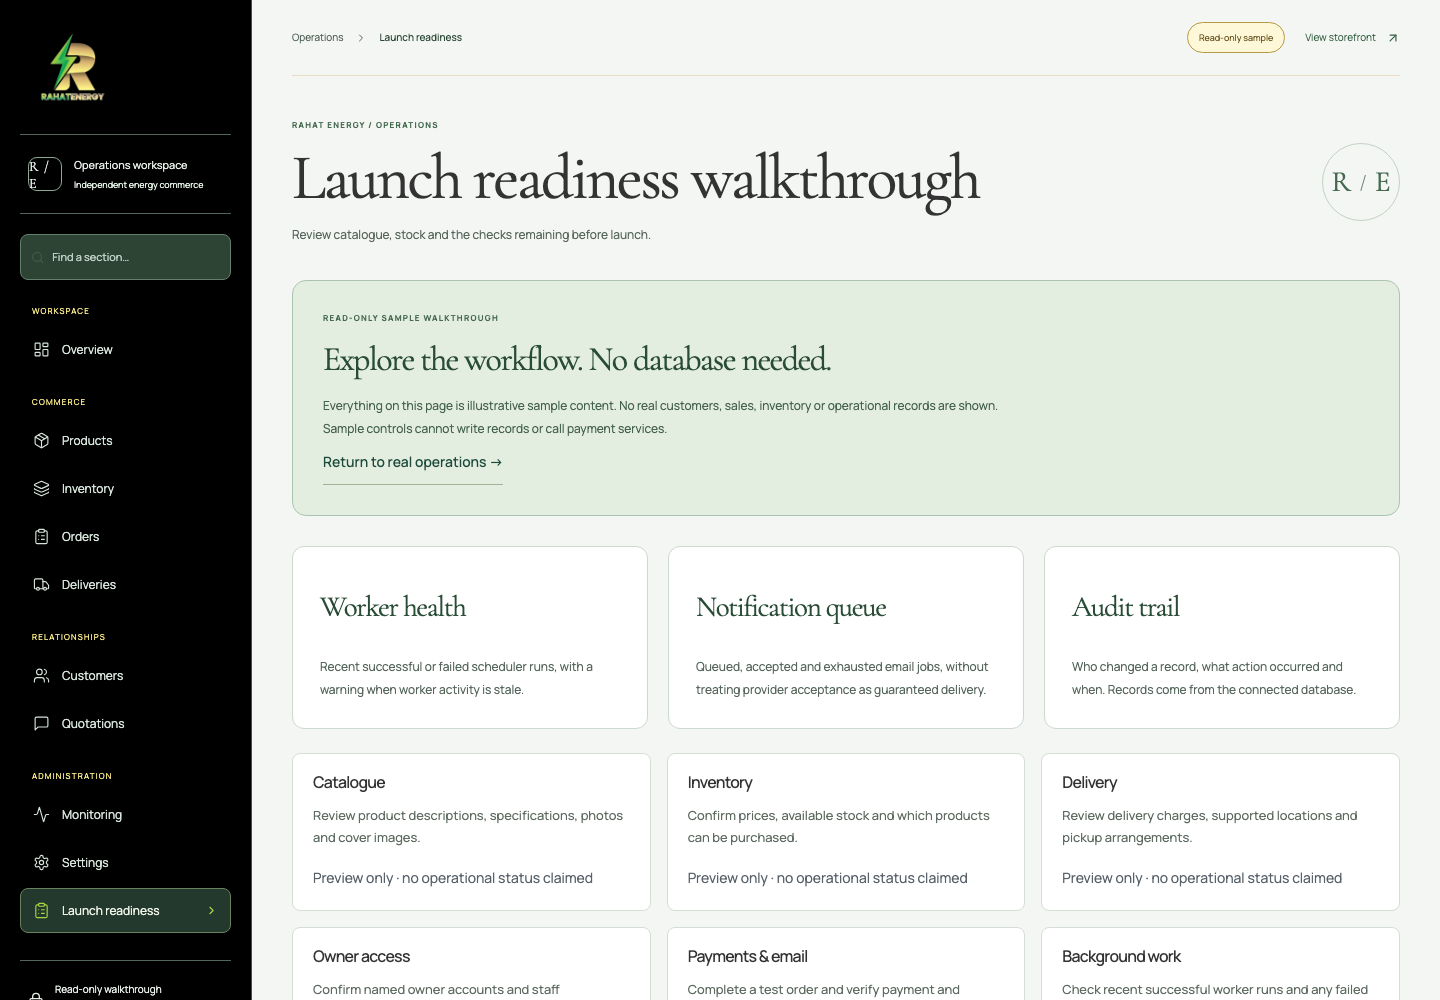 RAHATENERGY
R /
E
Operations workspace
Independent energy commerce
Find a section...
WORKSPACE
Overview
COMMERCE
Products
Inventory
Orders
Deliveries
RELATIONSHIPS
Customers
Quotations
ADMINISTRATION
Monitoring
Settings
Launch readiness
Read-only walkthrough
Operations
Launch readiness
Read-only sample
View storefront
RAHAT ENERGY / OPERATIONS
Launch readiness walkthrough
R / E
Review catalogue, stock and the checks remaining before launch.
READ-ONLY SAMPLE WALKTHROUGH
Explore the workflow. No database needed.
Everything on this page is illustrative sample content. No real customers, sales, inventory or operational records are shown.
Sample controls cannot write records or call payment services.
Return to real operations →
Worker health
Recent successful or failed scheduler runs, with a
warning when worker activity is stale.
Notification queue
Queued, accepted and exhausted email jobs, without
treating provider acceptance as guaranteed delivery.
Audit trail
Who changed a record, what action occurred and
when. Records come from the connected database.
Catalogue
Review product descriptions, specifications, photos
and cover images.
Preview only · no operational status claimed
Inventory
Confirm prices, available stock and which products
can be purchased.
Preview only · no operational status claimed
Delivery
Review delivery charges, supported locations and
pickup arrangements.
Preview only · no operational status claimed
Owner access
Confirm named owner accounts and staff
Payments & email
Complete a test order and verify payment and
Background work
Check recent successful worker runs and any failed